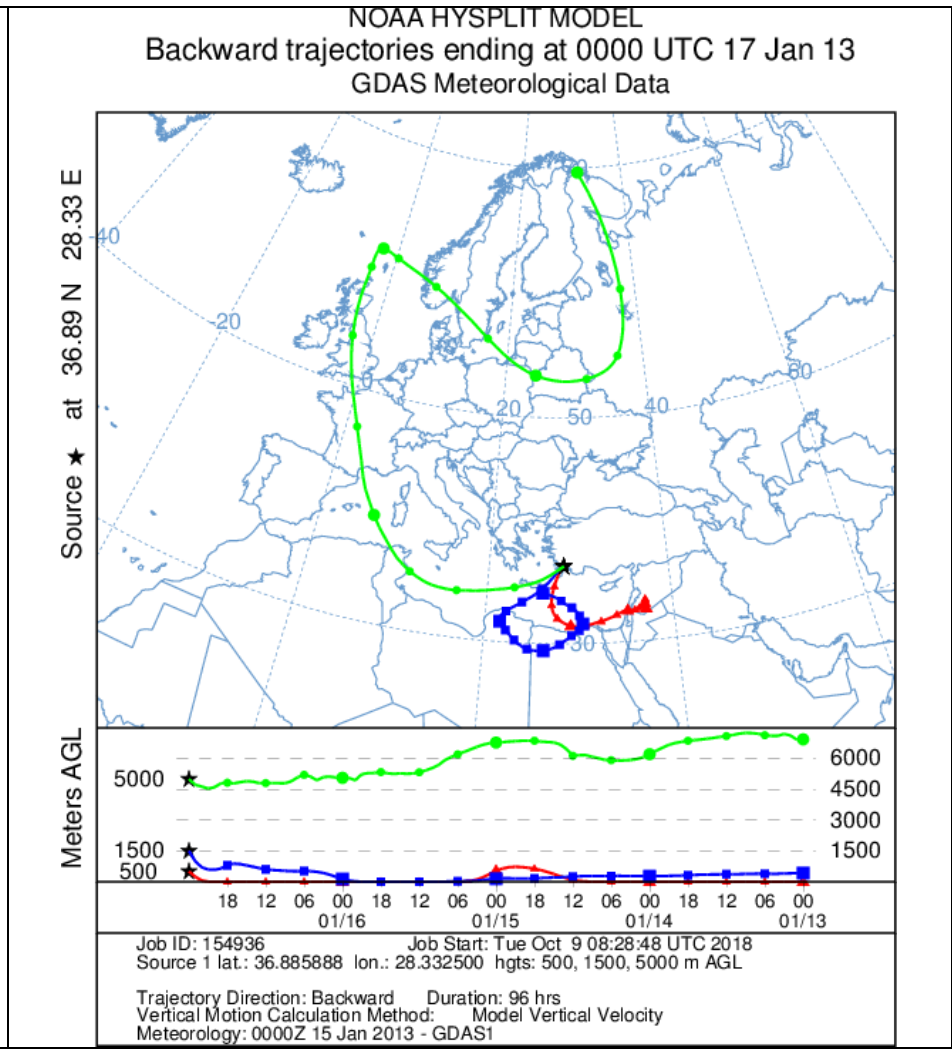 NOAA HYSPLIT MODEL
Backward trajectories ending at 0000 UTC 17 Jan 13
GDAS Meteorological Data
Source ★ at 36.89 N 28.33 E
-40
-20
0
20
50
40
60
30
Meters AGL
5000
1500
500
6000
4500
3000
1500
18 12 06 00 18 12 06 00 18 12 06 00 18 12 06 00
01/16 01/15 01/14 01/13
Job ID: 154936 Job Start: Tue Oct 9 08:28:48 UTC 2018
Source 1 lat.: 36.885888 lon.: 28.332500 hgts: 500, 1500, 5000 m AGL
Trajectory Direction: Backward Duration: 96 hrs
Vertical Motion Calculation Method: Model Vertical Velocity
Meteorology: 0000Z 15 Jan 2013 - GDAS1